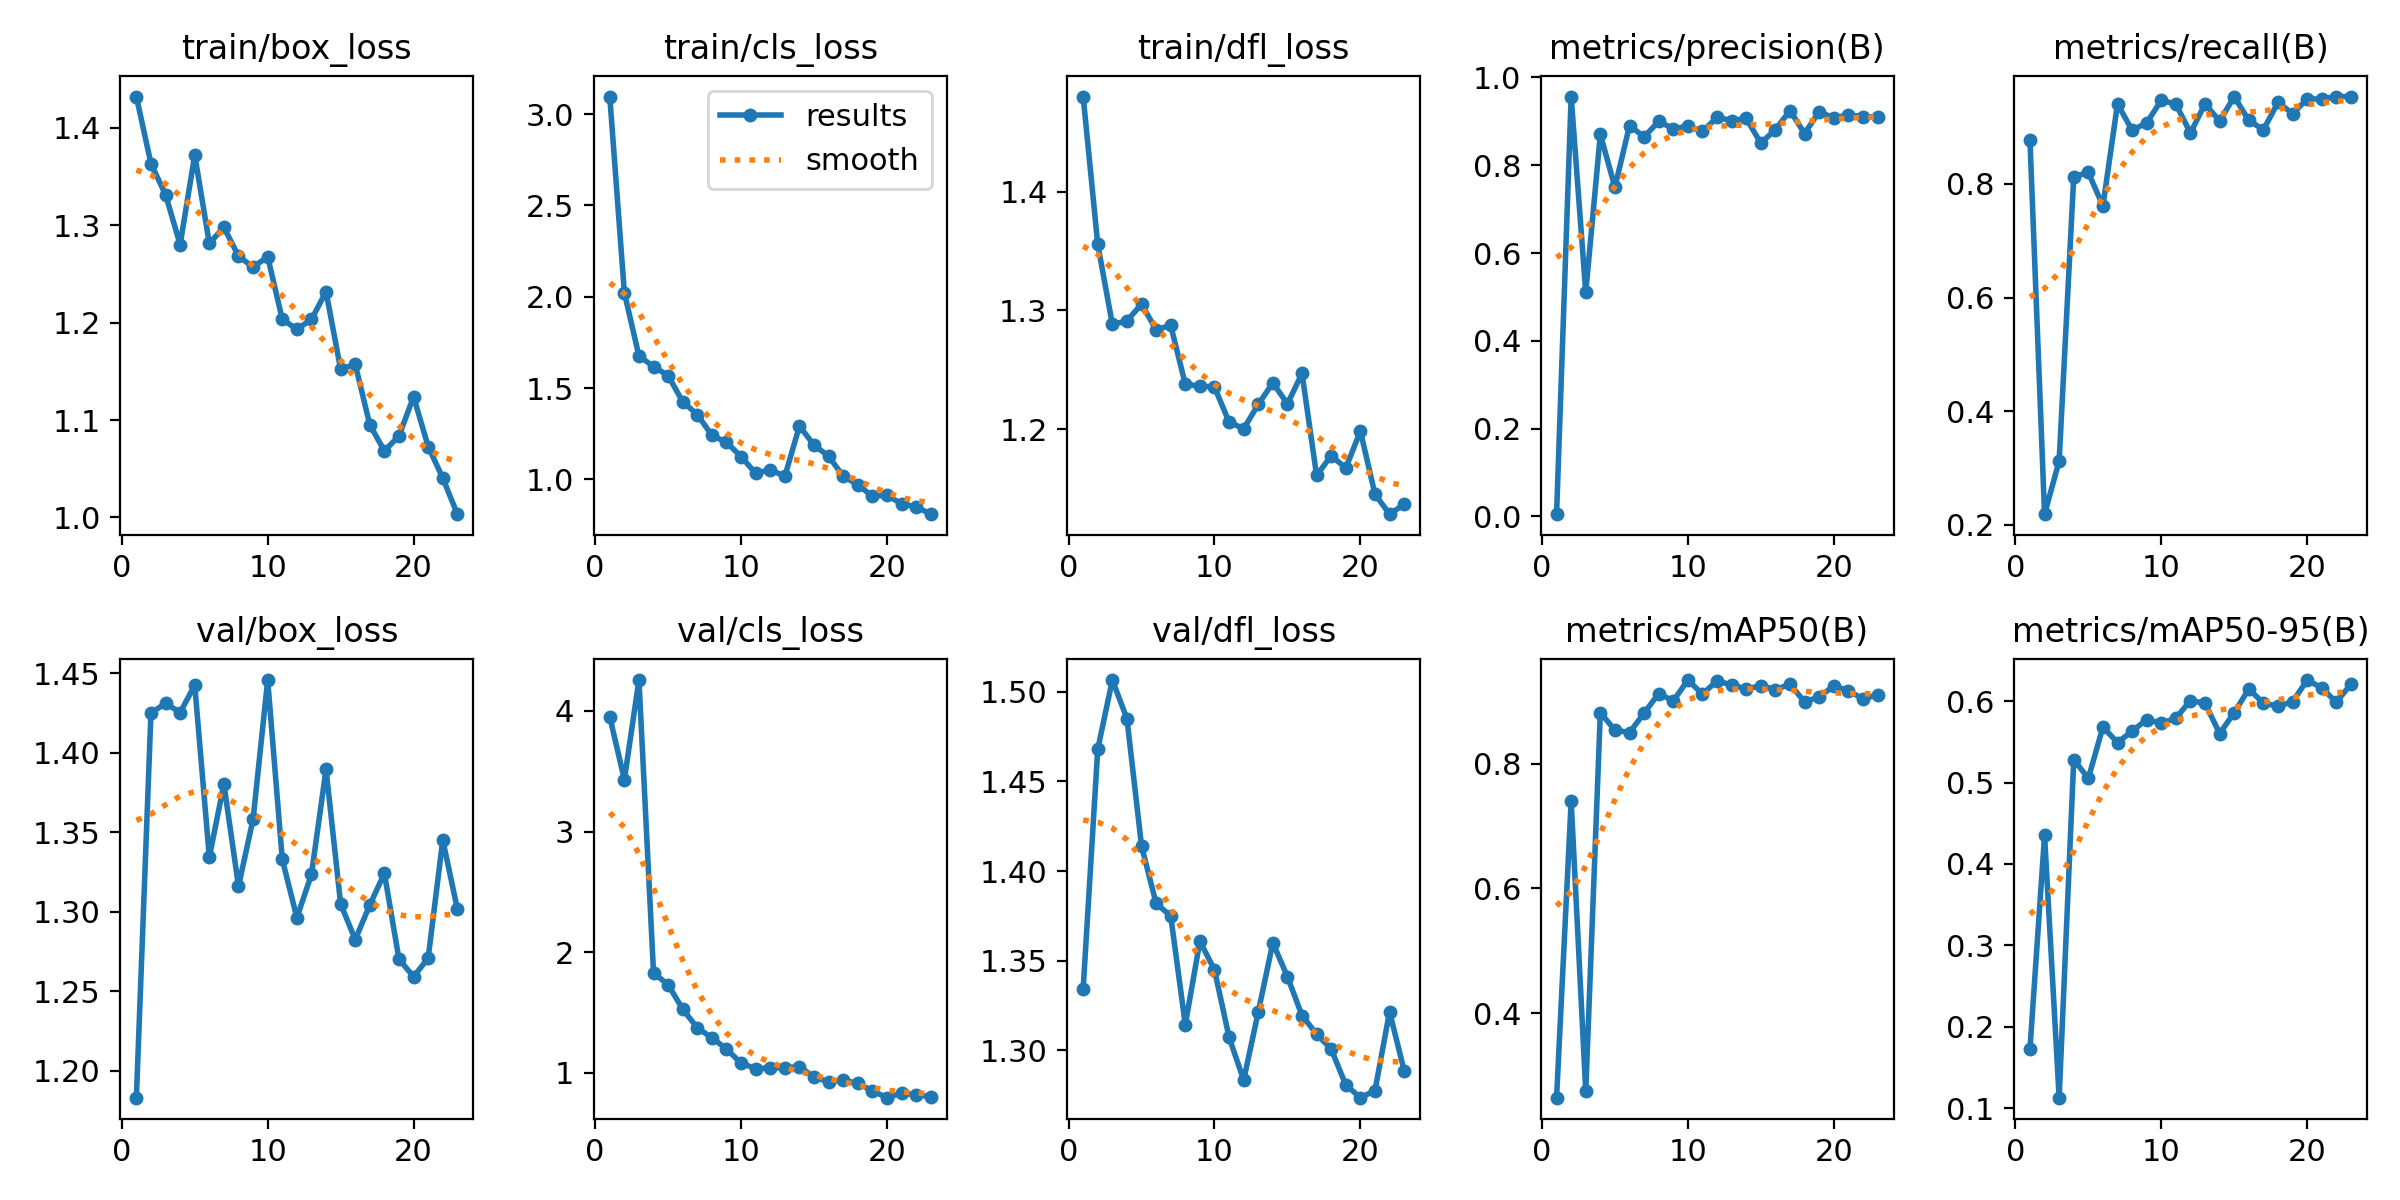 train/box_loss
1.4
1.3
1.2
1.1
1.0
0 10 20
train/cls_loss
results
smooth
3.0
2.5
2.0
1.5
1.0
0 10 20
train/dfl_loss
1.4
1.3
1.2
0 10 20
metrics/precision(B)
1.0
0.8
0.6
0.4
0.2
0.0
0 10 20
metrics/recall(B)
0.8
0.6
0.4
0.2
0 10 20
val/box_loss
1.45
1.40
1.35
1.30
1.25
1.20
0 10 20
val/cls_loss
4
3
2
1
0 10 20
val/dfl_loss
1.50
1.45
1.40
1.35
1.30
0 10 20
metrics/mAP50(B)
0.8
0.6
0.4
0 10 20
metrics/mAP50-95(B)
0.6
0.5
0.4
0.3
0.2
0.1
0 10 20